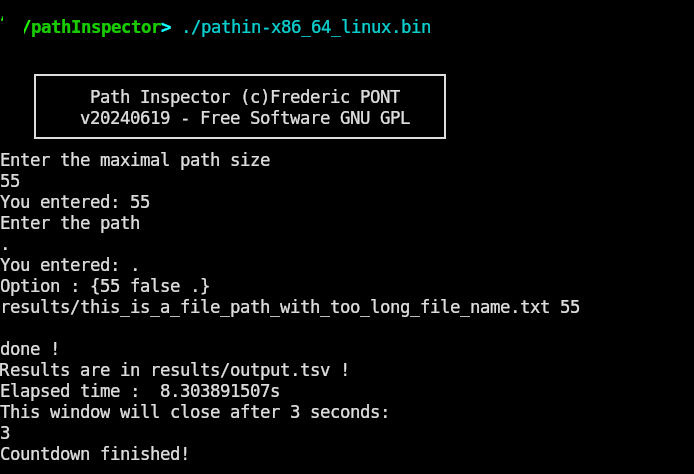 /pathInspector> ./pathin-x86_64_linux.bin
Path Inspector (c)Frederic PONT
v20240619 - Free Software GNU GPL
Enter the maximal path size
55
You entered: 55
Enter the path
.
You entered: .
Option : {55 false .}
results/this_is_a_file_path_with_too_long_file_name.txt 55
done !
Results are in results/output.tsv !
Elapsed time :  8.303891507s
This window will close after 3 seconds:
3
Countdown finished!